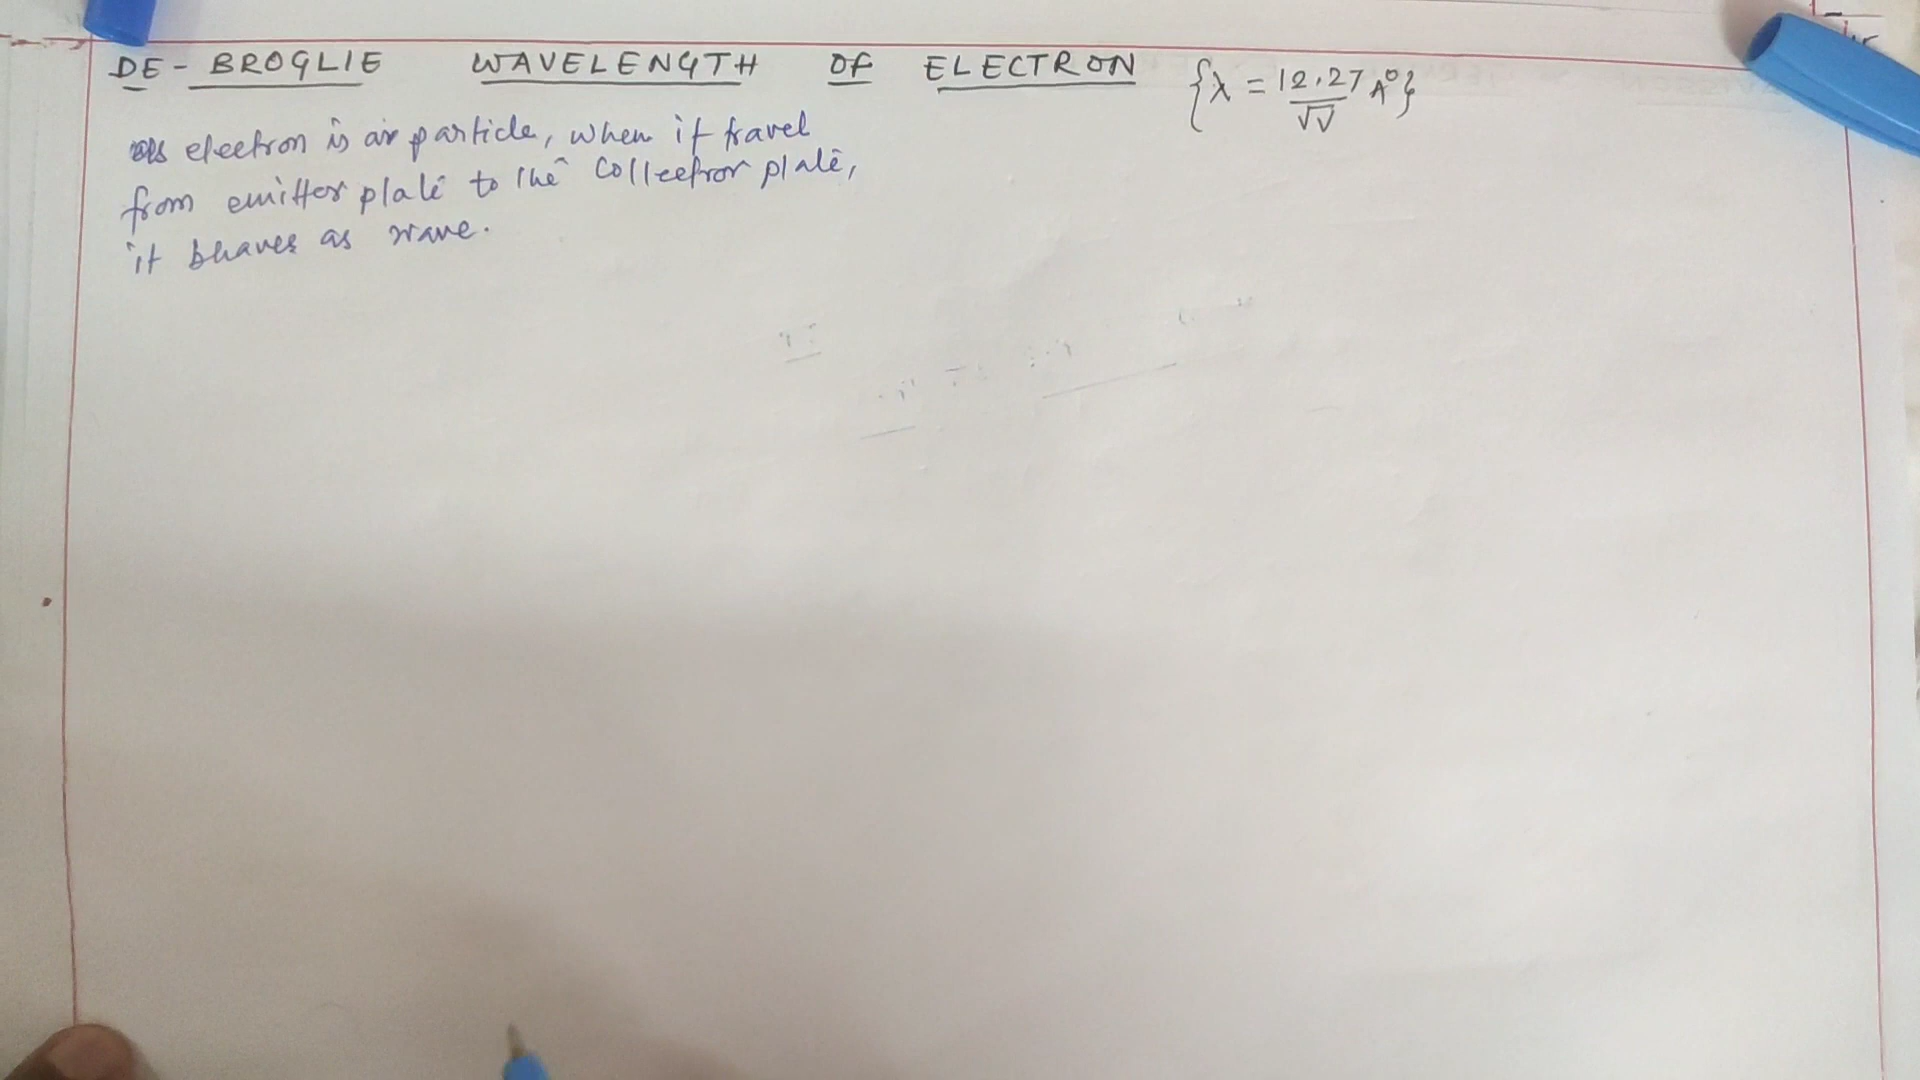 DE - BROGLIE WAVELENGTH OF ELECTRON {λ = 12.27/√V A°}
electron is an particle, when it travel
from emitter plate to the collector plate,
it bhaves as wave.